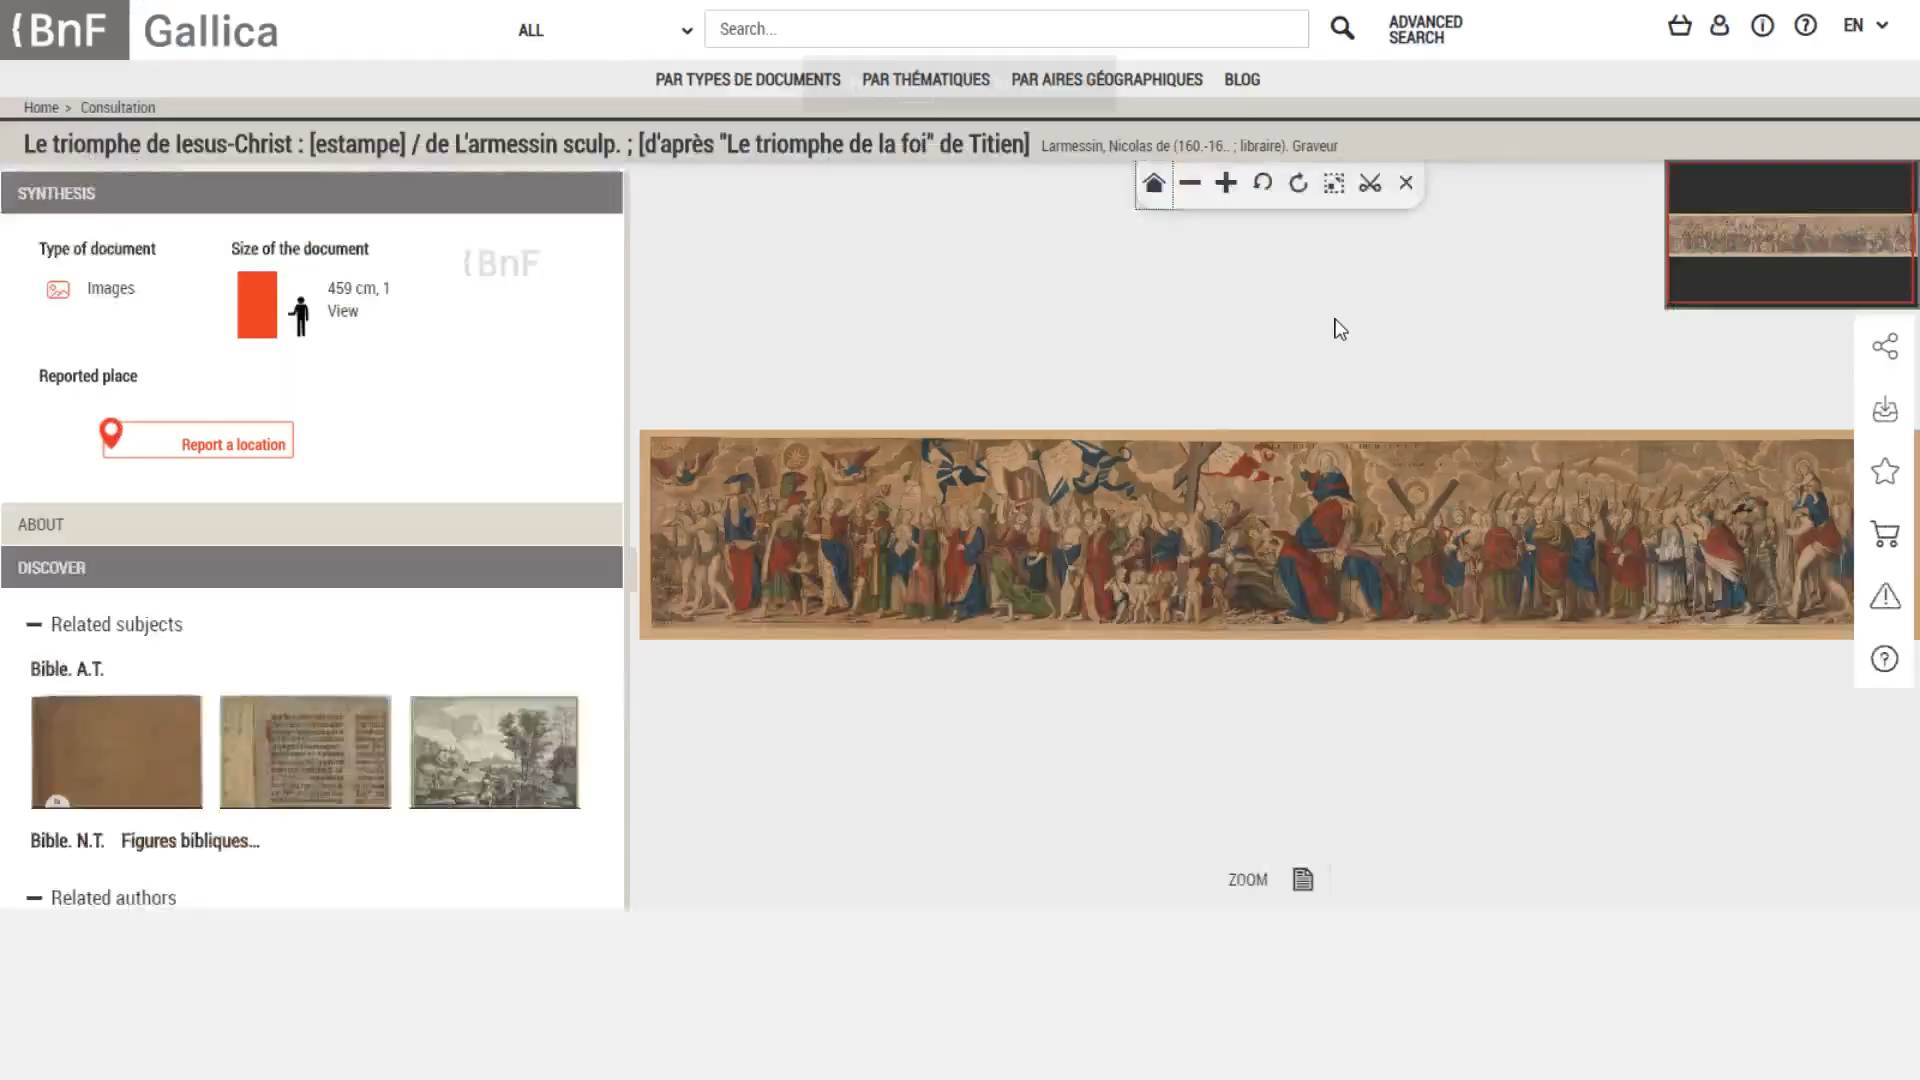 BnF Gallica
ALL
Search...
ADVANCED
SEARCH
EN
PAR TYPES DE DOCUMENTS PAR THÉMATIQUES PAR AIRES GÉOGRAPHIQUES BLOG
Home > Consultation
Le triomphe de Iesus-Christ : [estampe] / de L'armessin sculp. ; [d'après "Le triomphe de la foi" de Titien] Larmessin, Nicolas de (160.-16.. ; libraire). Graveur
SYNTHESIS
Type of document
Images
Size of the document
459 cm, 1
View
BnF
Reported place
Report a location
ABOUT
DISCOVER
Related subjects
Bible. A.T.
Bible. N.T. Figures bibliques...
Related authors
ZOOM